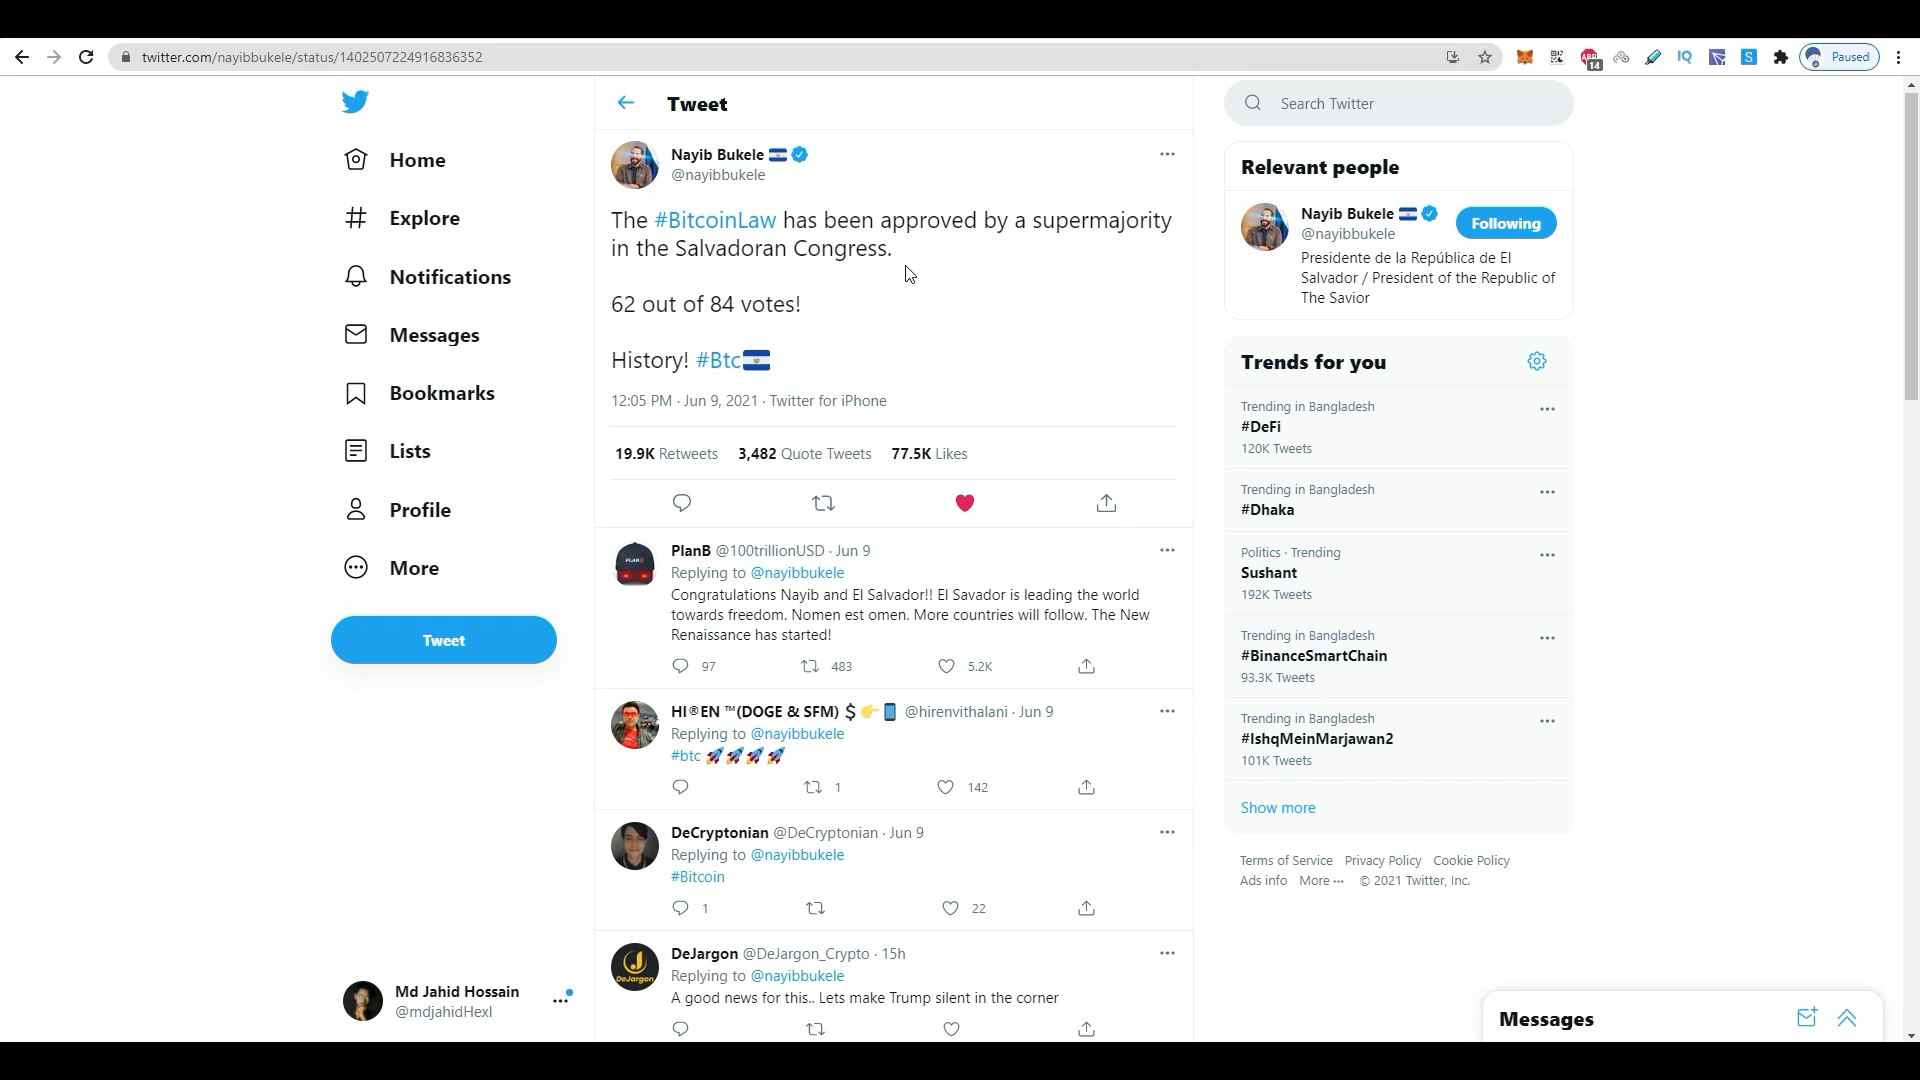 twitter.com/nayibbukele/status/1402507224916836352
14
IQ
S
Paused
Home
Explore
Notifications
Messages
Bookmarks
Lists
Profile
More
Tweet
Md Jahid Hossain
@mdjahidHexl
Tweet
Nayib Bukele
@nayibbukele
The #BitcoinLaw has been approved by a supermajority
in the Salvadoran Congress.
62 out of 84 votes!
History! #Btc
12:05 PM · Jun 9, 2021 · Twitter for iPhone
19.9K Retweets 3,482 Quote Tweets 77.5K Likes
PlanB @100trillionUSD · Jun 9
Replying to @nayibbukele
Congratulations Nayib and El Salvador!! El Savador is leading the world
towards freedom. Nomen est omen. More countries will follow. The New
Renaissance has started!
97 483 5.2K
HI®EN ™(DOGE & SFM) $👉📱 @hirenvithalani · Jun 9
Replying to @nayibbukele
#btc 🚀🚀🚀🚀
1 142
DeCryptonian @DeCryptonian · Jun 9
Replying to @nayibbukele
#Bitcoin
1 22
DeJargon
DeJargon @DeJargon_Crypto · 15h
Replying to @nayibbukele
A good news for this.. Lets make Trump silent in the corner
Search Twitter
Relevant people
Nayib Bukele
@nayibbukele
Following
Presidente de la República de El
Salvador / President of the Republic of
The Savior
Trends for you
Trending in Bangladesh
#DeFi
120K Tweets
Trending in Bangladesh
#Dhaka
Politics · Trending
Sushant
192K Tweets
Trending in Bangladesh
#BinanceSmartChain
93.3K Tweets
Trending in Bangladesh
#IshqMeinMarjawan2
101K Tweets
Show more
Terms of Service Privacy Policy Cookie Policy
Ads info More ··· © 2021 Twitter, Inc.
Messages